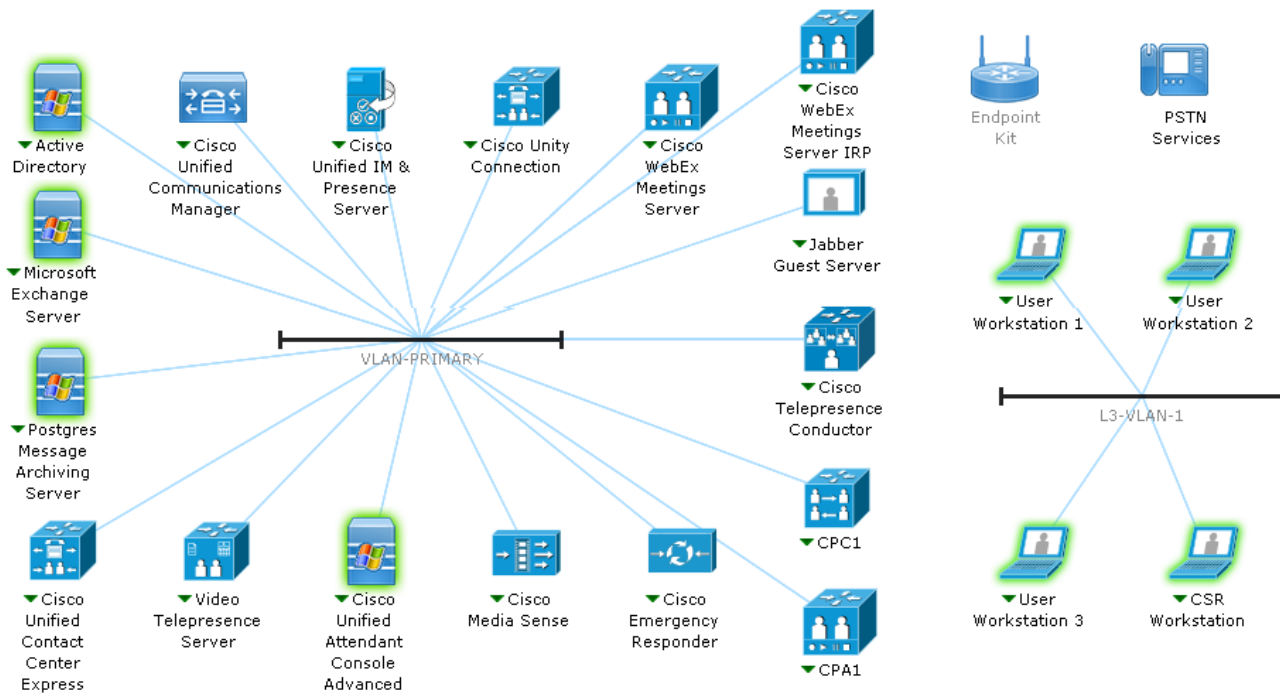 Active
Directory
Cisco
Unified
Communications
Manager
Cisco
Unified IM &
Presence
Server
Cisco Unity
Connection
Cisco
WebEx
Meetings
Server
Cisco
WebEx
Meetings
Server IRP
Endpoint
Kit
PSTN
Services
Microsoft
Exchange
Server
Jabber
Guest Server
User
Workstation 1
User
Workstation 2
VLAN-PRIMARY
Cisco
Telepresence
Conductor
L3-VLAN-1
Postgres
Message
Archiving
Server
CPC1
Cisco
Unified
Contact
Center
Express
Video
Telepresence
Server
Cisco
Unified
Attendant
Console
Advanced
Cisco
Media Sense
Cisco
Emergency
Responder
CPA1
User
Workstation 3
CSR
Workstation